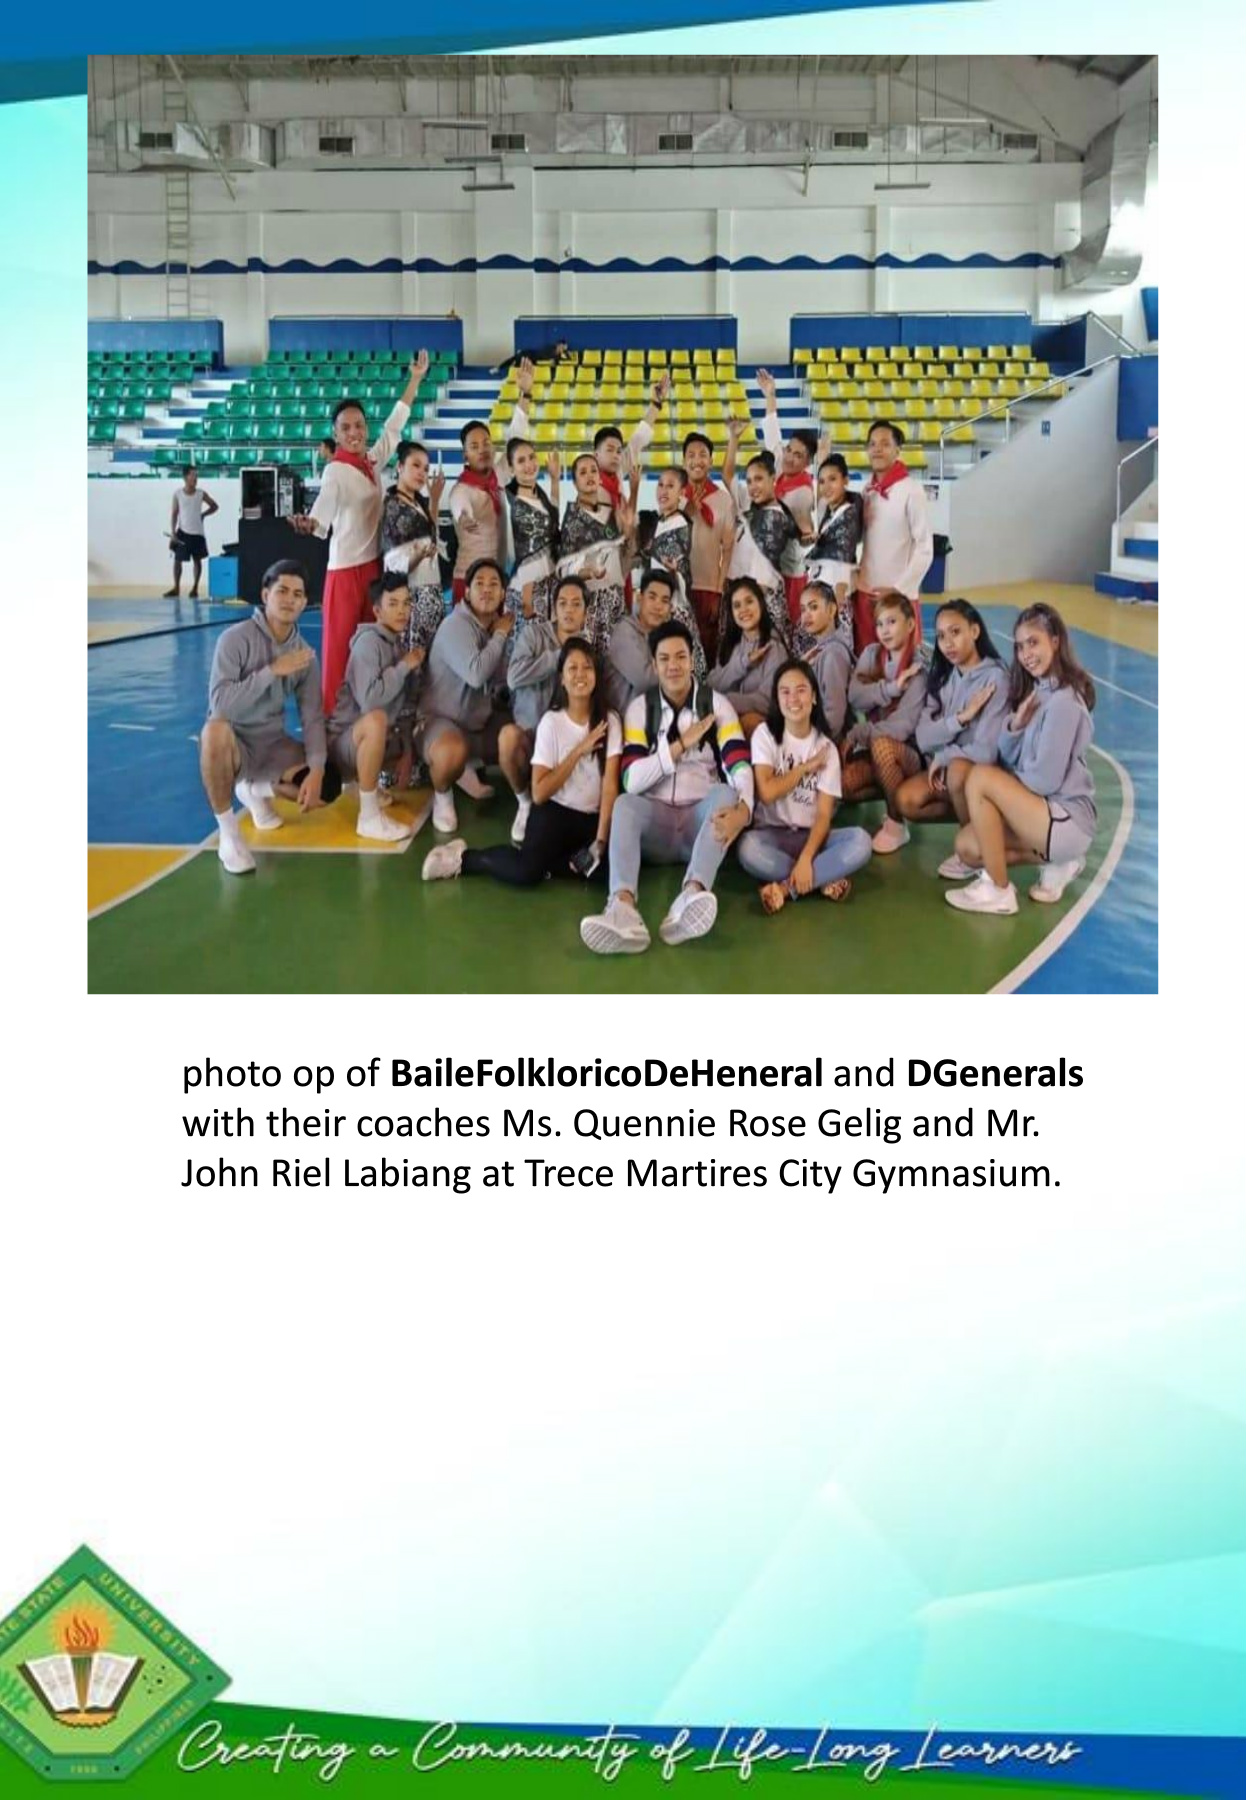 photo op of BaileFolkloricoDeHeneral and DGenerals
with their coaches Ms. Quennie Rose Gelig and Mr.
John Riel Labiang at Trece Martires City Gymnasium.
STATE UNIVERSITY
PHILIPPINES
1906
Creating a Community of Life-Long Learners